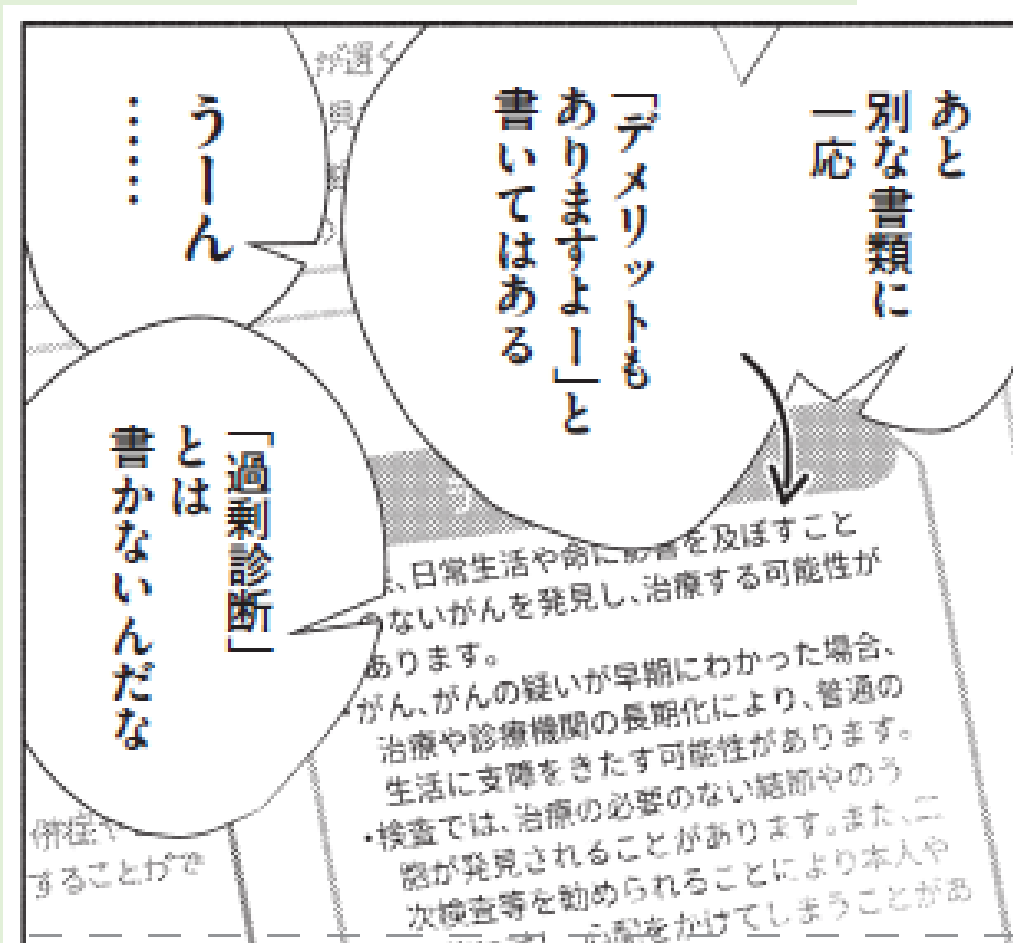 あと
別な書類に
一応
「デメリットも
ありますよー」と
書いてはある
うーん
……
「過剰診断」
とは
書かないんだな
が遅く
、日常生活や命に影響を及ぼすこと
ないがんを発見し、治療する可能性が
あります。
がん、がんの疑いが早期にわかった場合、
治療や診療機関の長期化により、普通の
生活に支障をきたす可能性があります。
・検査では、治療の必要のない結節やのう
胞が発見されることがあります。また、二
次検査等を勧められることにより本人や
心配をかけてしまうことがあ
することがで